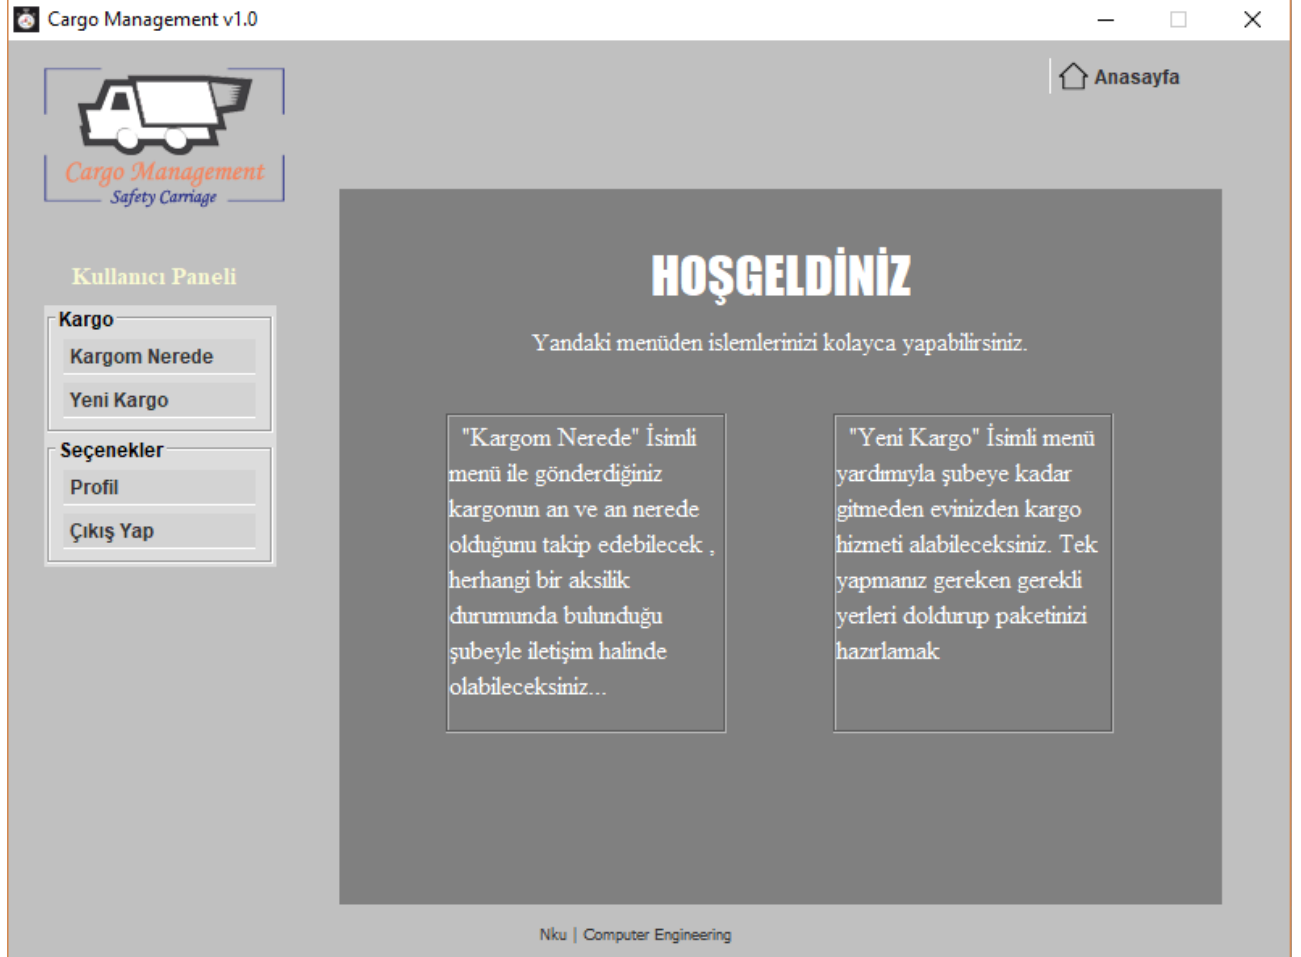 Cargo Management v1.0
Anasayfa
Cargo Management
Safety Carriage
Kullanıcı Paneli
Kargo
Kargom Nerede
Yeni Kargo
Seçenekler
Profil
Çıkış Yap
HOŞGELDİNİZ
Yandaki menüden islemlerinizi kolayca yapabilirsiniz.
"Kargom Nerede" İsimli
menü ile gönderdiğiniz
kargonun an ve an nerede
olduğunu takip edebilecek ,
herhangi bir aksilik
durumunda bulunduğu
şubeyle iletişim halinde
olabileceksiniz...
"Yeni Kargo" İsimli menü
yardımıyla şubeye kadar
gitmeden evinizden kargo
hizmeti alabileceksiniz. Tek
yapmanız gereken gerekli
yerleri doldurup paketinizi
hazırlamak
Nku | Computer Engineering